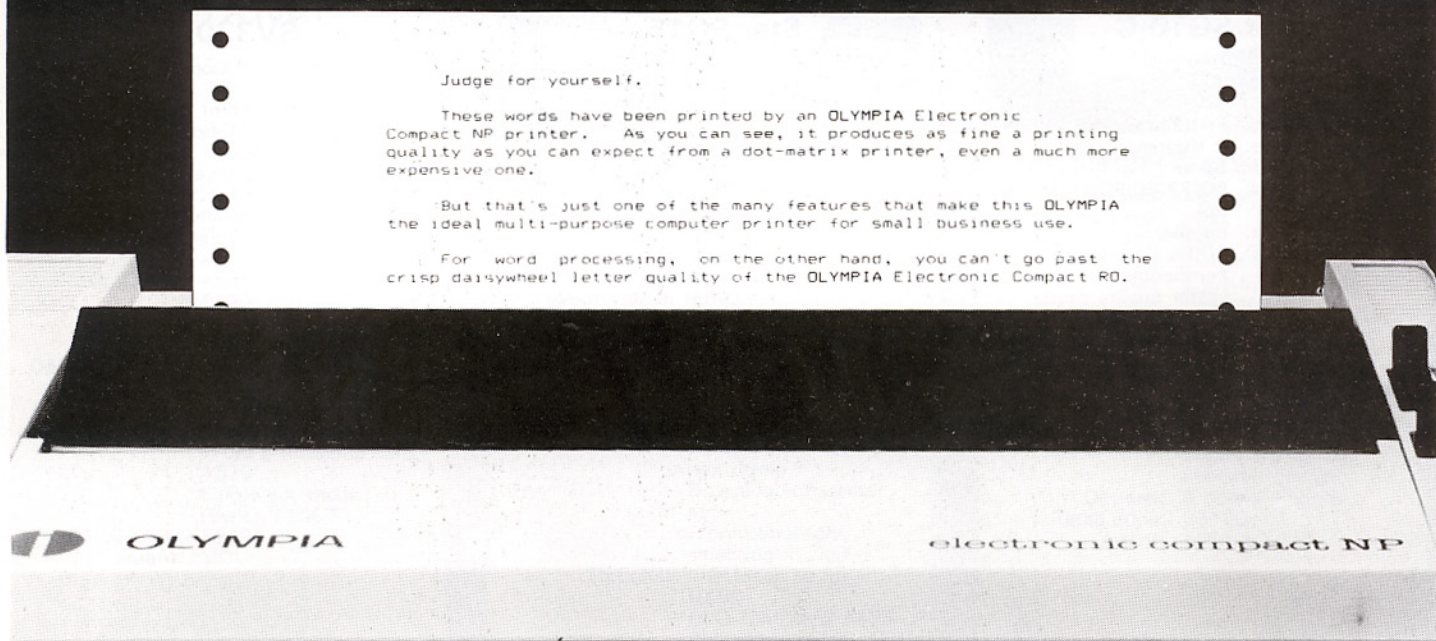 Judge for yourself.
These words have been printed by an OLYMPIA Electronic
Compact NP printer. As you can see, it produces as fine a printing
quality as you can expect from a dot-matrix printer, even a much more
expensive one.
But that's just one of the many features that make this OLYMPIA
the ideal multi-purpose computer printer for small business use.
For word processing, on the other hand, you can't go past the
crisp daisywheel letter quality of the OLYMPIA Electronic Compact RO.
OLYMPIA
electronic compact NP